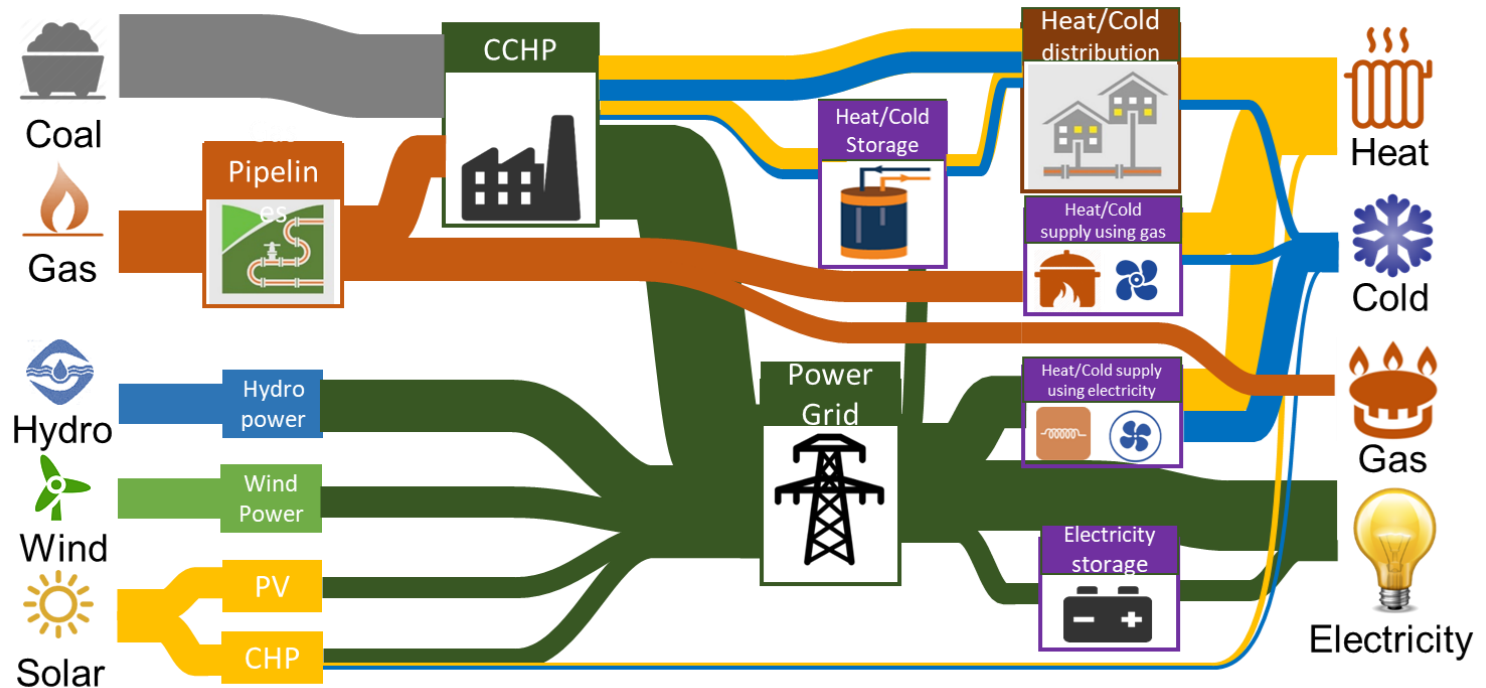 Coal
Gas
Hydro
Wind
Solar
Pipelin
es
CCHP
Hydro
power
Wind
Power
PV
CHP
Heat/Cold
Storage
Power
Grid
Heat/Cold
distribution
Heat/Cold
supply using gas
Heat/Cold supply
using electricity
Electricity
storage
Heat
Cold
Gas
Electricity